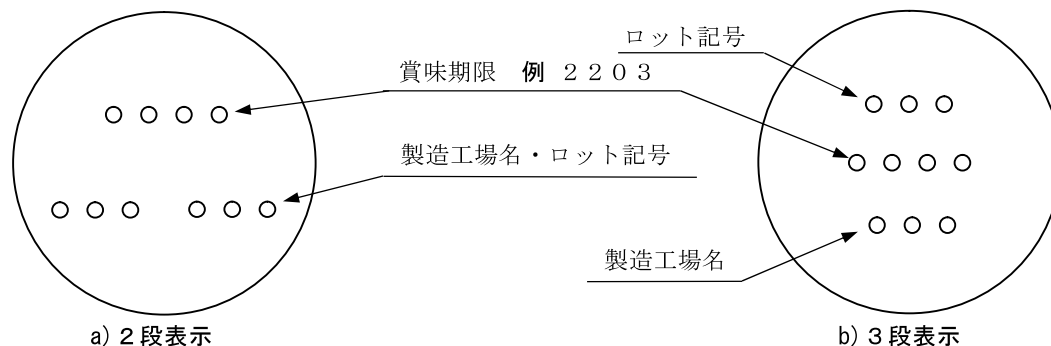 ロット記号
賞味期限　例　２２０３
製造工場名・ロット記号
製造工場名
a) ２段表示
b) ３段表示